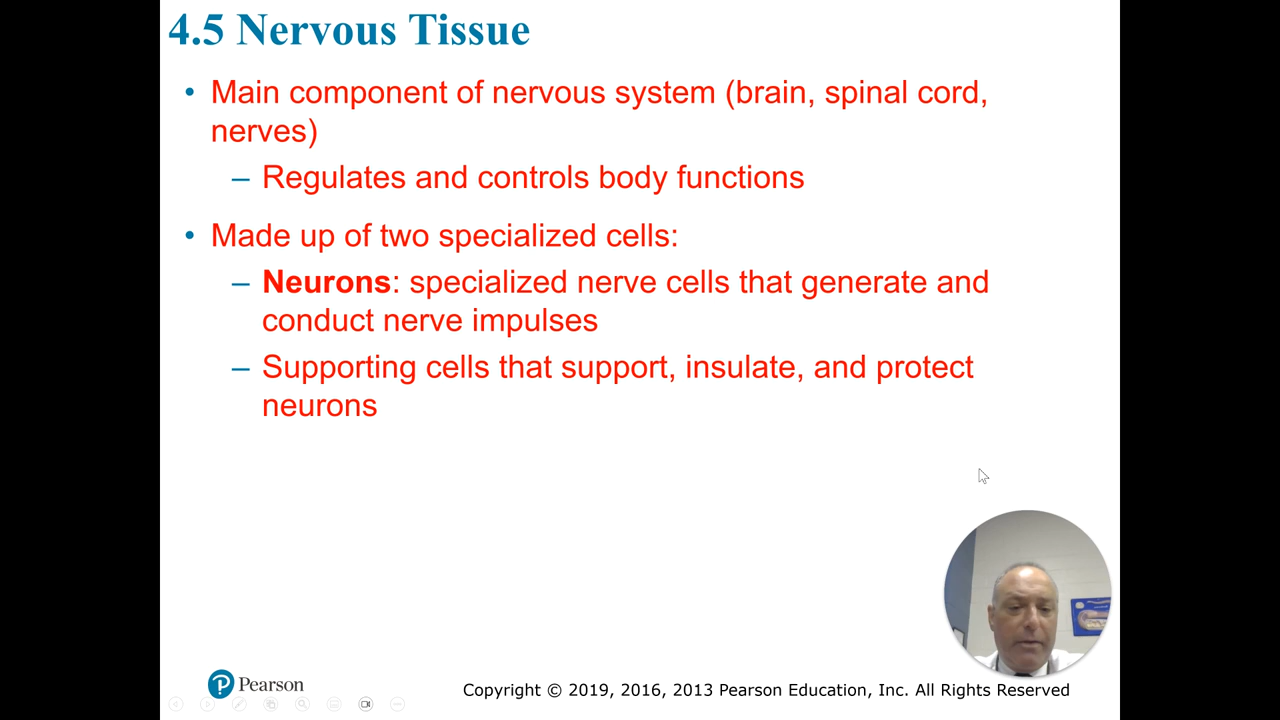 4.5 Nervous Tissue
• Main component of nervous system (brain, spinal cord,
nerves)
– Regulates and controls body functions
• Made up of two specialized cells:
– Neurons: specialized nerve cells that generate and
conduct nerve impulses
– Supporting cells that support, insulate, and protect
neurons
Pearson
Copyright © 2019, 2016, 2013 Pearson Education, Inc. All Rights Reserved